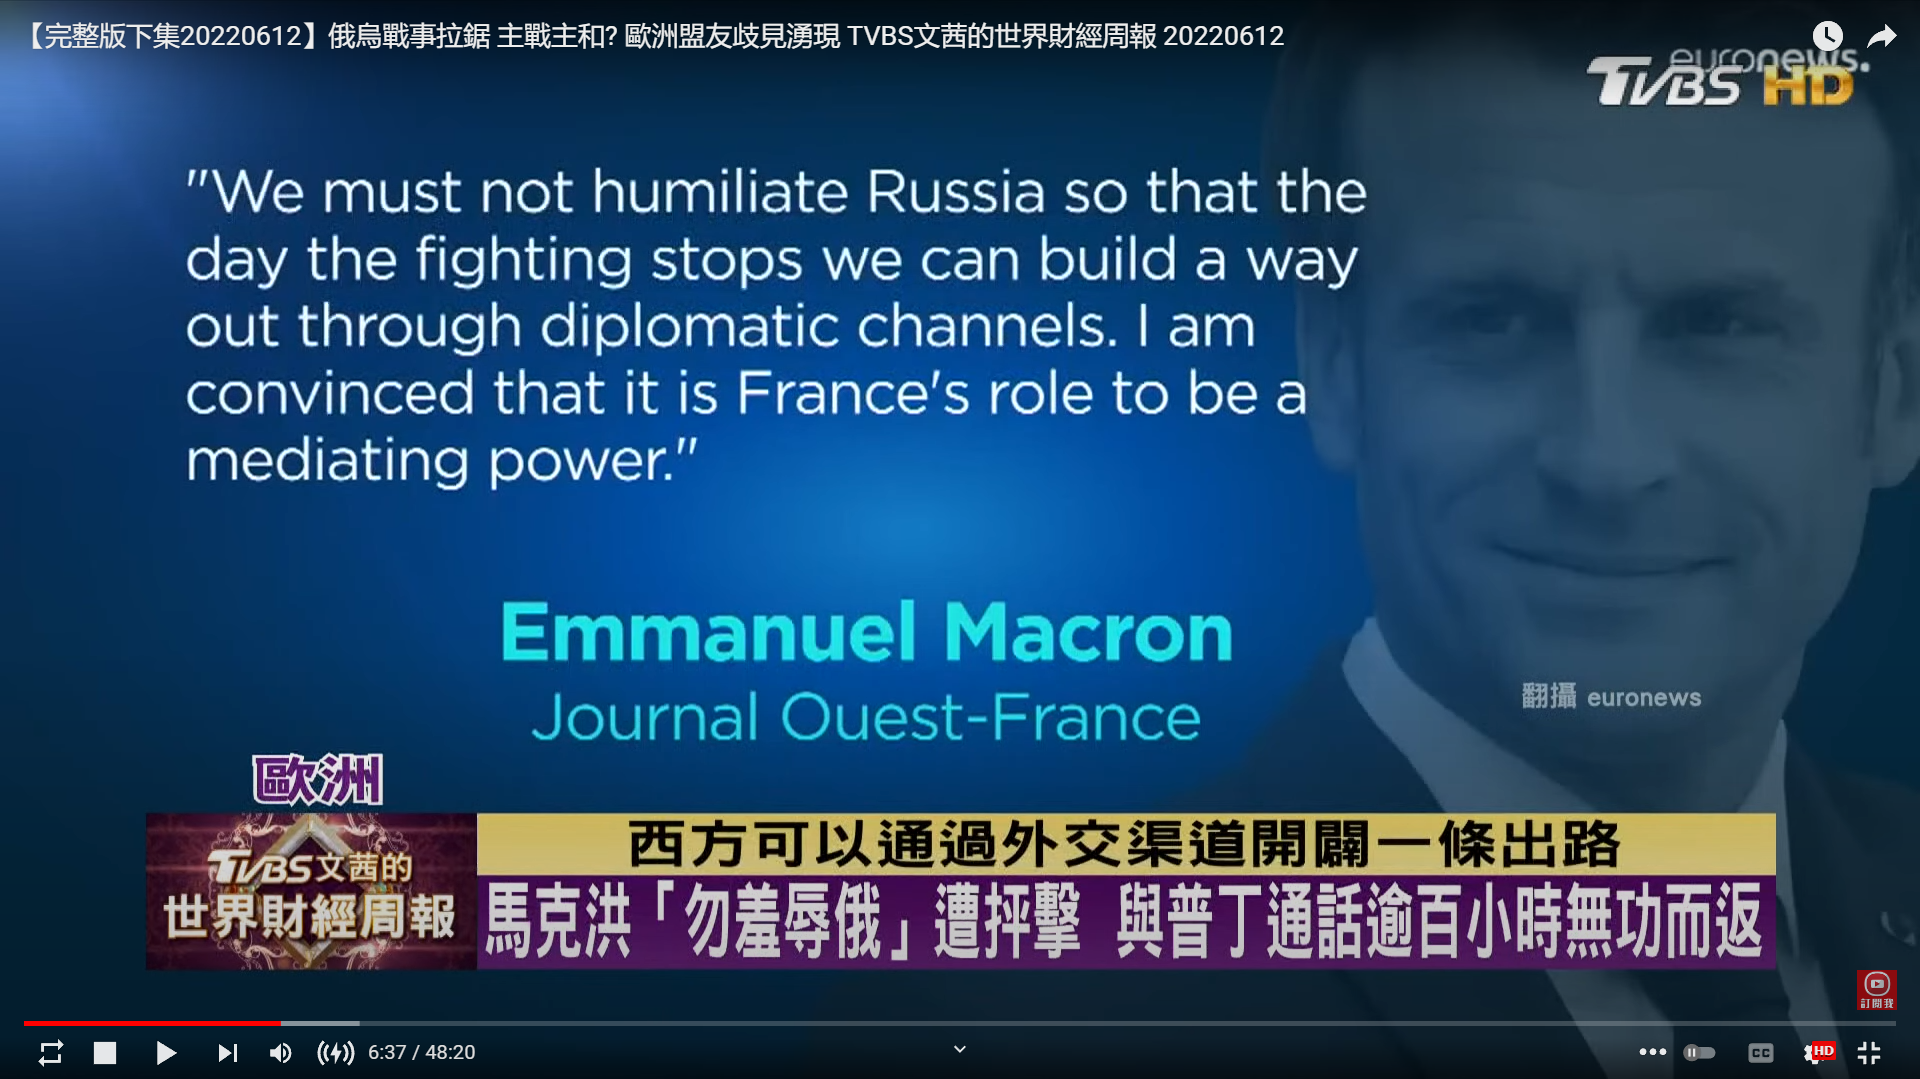 【完整版下集20220612】俄烏戰事拉鋸 主戰主和? 歐洲盟友歧見湧現 TVBS文茜的世界財經周報 20220612
euronews.
TVBS HD
"We must not humiliate Russia so that the
day the fighting stops we can build a way
out through diplomatic channels. I am
convinced that it is France's role to be a
mediating power."
Emmanuel Macron
Journal Ouest-France
翻攝 euronews
歐洲
TVBS文茜的
世界財經周報
西方可以通過外交渠道開闢一條出路
馬克洪「勿羞辱俄」遭抨擊 與普丁通話逾百小時無功而返
訂閱我
6:37 / 48:20
CC
HD